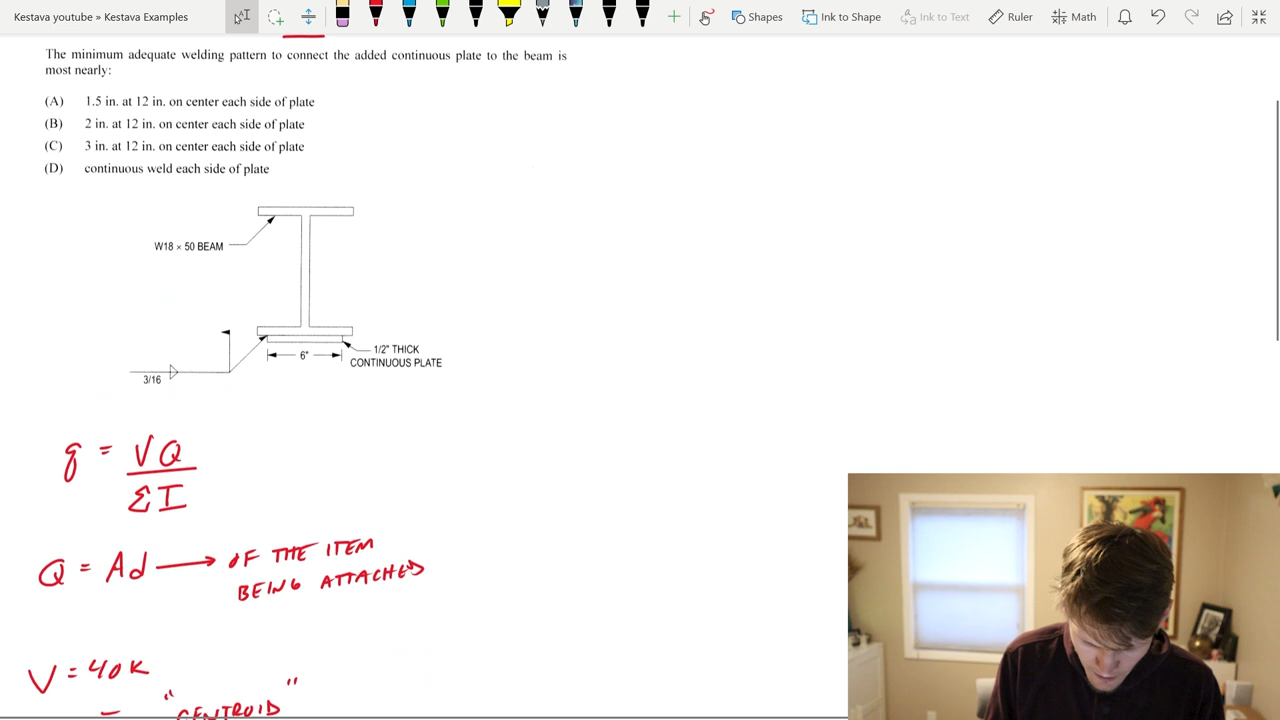 Kestava youtube » Kestava Examples
Shapes
Ink to Shape
Ink to Text
Ruler
Math
The minimum adequate welding pattern to connect the added continuous plate to the beam is
most nearly:
(A) 1.5 in. at 12 in. on center each side of plate
(B) 2 in. at 12 in. on center each side of plate
(C) 3 in. at 12 in. on center each side of plate
(D) continuous weld each side of plate
W18 × 50 BEAM
1/2" THICK
6"
CONTINUOUS PLATE
3/16
q = VQ
ΣI
Q = Ad → OF THE ITEM
BEING ATTACHED
V = 40K
"CENTROID"